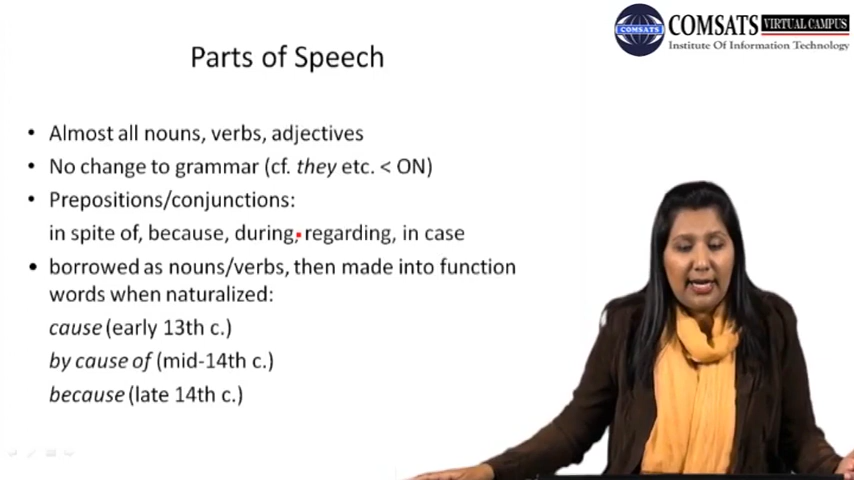 COMSATS VIRTUAL CAMPUS
COMSATS
Institute Of Information Technology
Parts of Speech
• Almost all nouns, verbs, adjectives
• No change to grammar (cf. they etc. < ON)
• Prepositions/conjunctions:
in spite of, because, during, regarding, in case
• borrowed as nouns/verbs, then made into function
words when naturalized:
cause (early 13th c.)
by cause of (mid-14th c.)
because (late 14th c.)